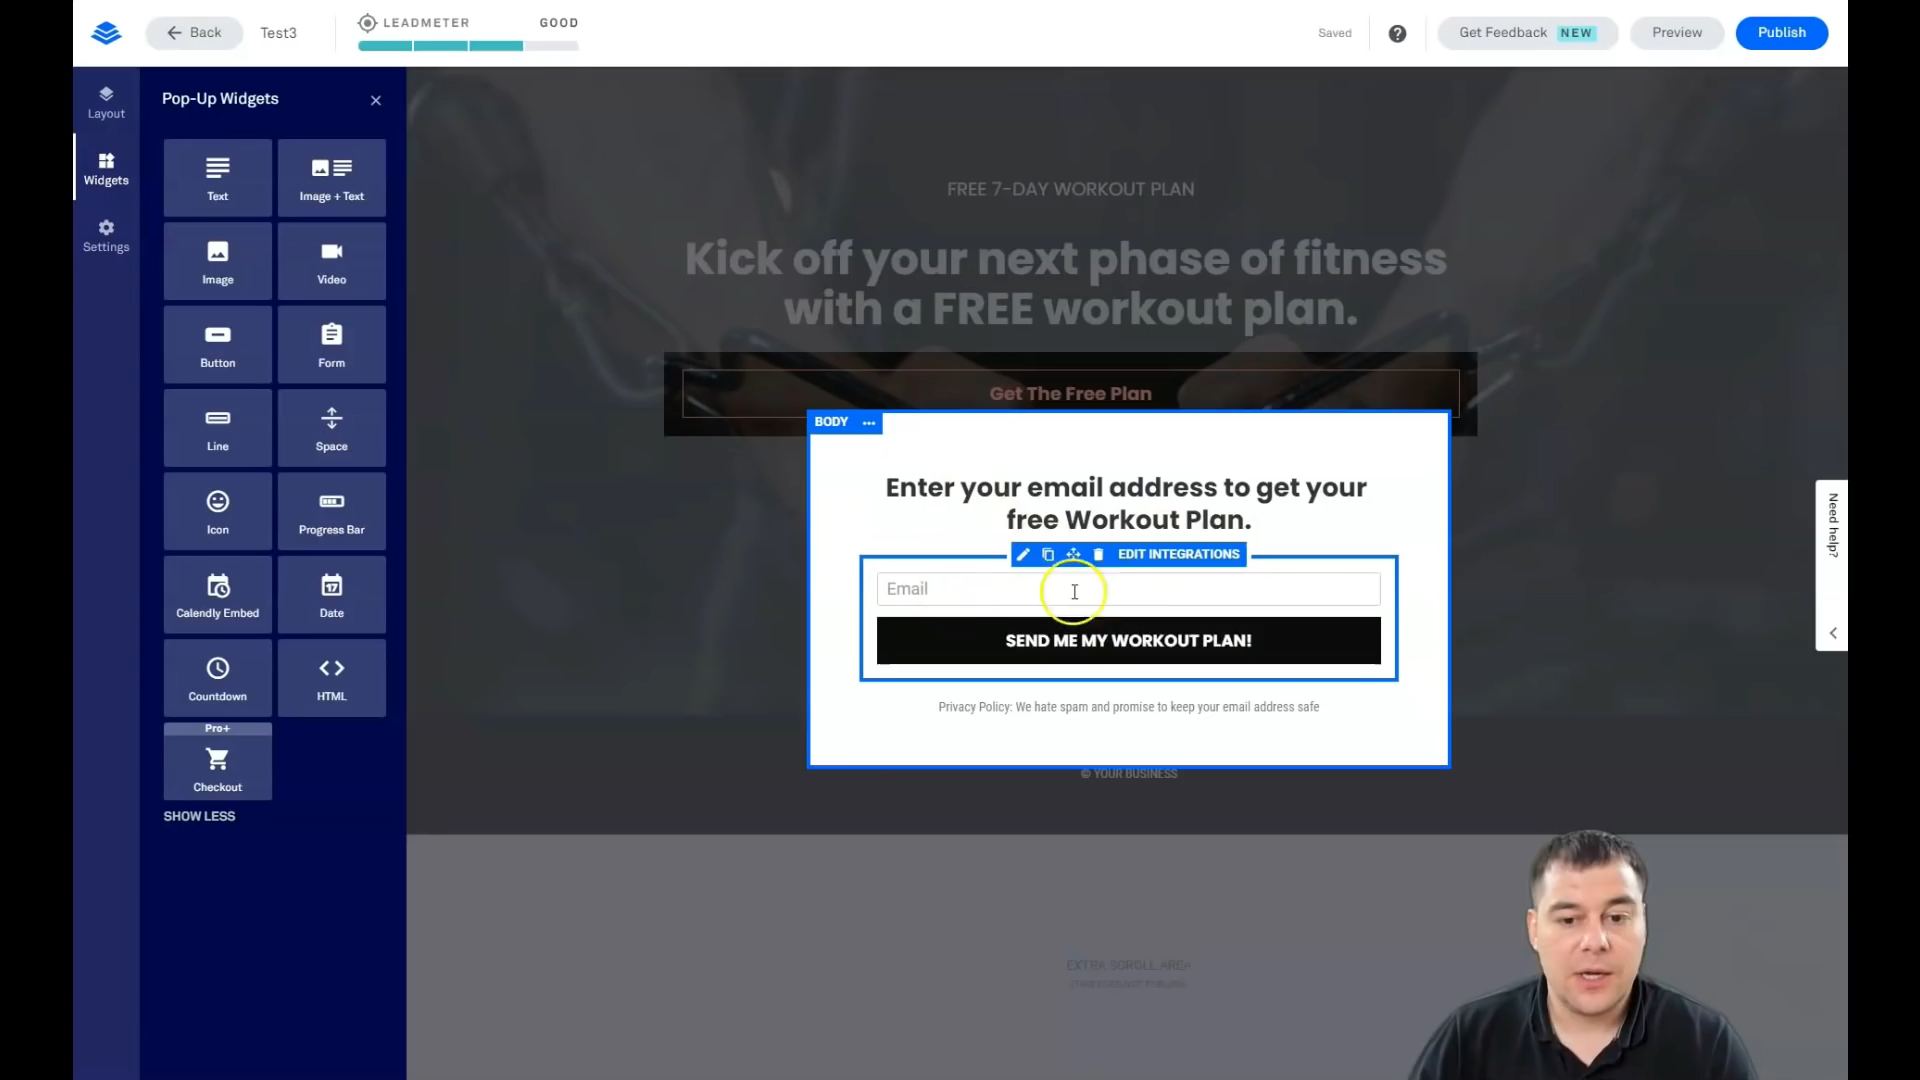 Back
Test3
LEADMETER
GOOD
Saved
Get Feedback NEW
Preview
Publish
Layout
Widgets
Settings
Pop-Up Widgets
Text
Image + Text
Image
Video
Button
Form
Line
Space
Icon
Progress Bar
Calendly Embed
17
Date
Countdown
HTML
Pro+
Checkout
SHOW LESS
FREE 7-DAY WORKOUT PLAN
Kick off your next phase of fitness
with a FREE workout plan.
Get The Free Plan
BODY
Enter your email address to get your
free Workout Plan.
EDIT INTEGRATIONS
Email
SEND ME MY WORKOUT PLAN!
Privacy Policy: We hate spam and promise to keep your email address safe
© YOUR BUSINESS
EXTRA SCROLL AREA
Need help?